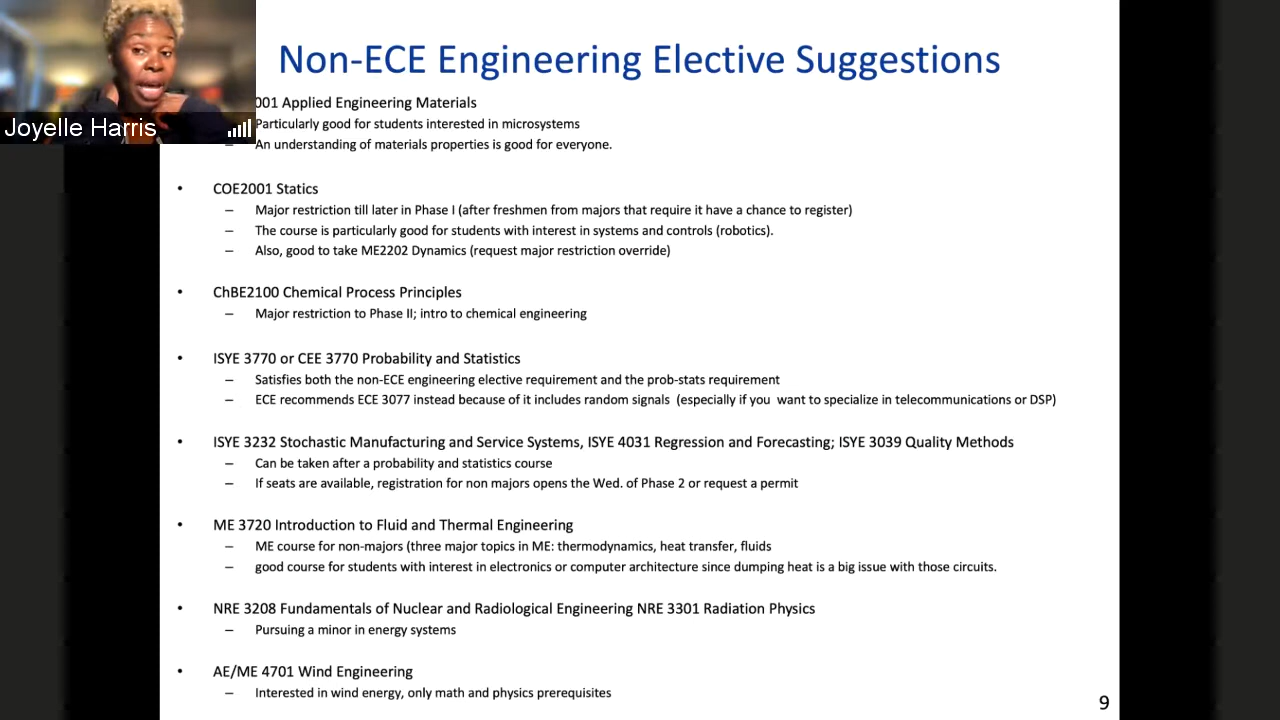 Non-ECE Engineering Elective Suggestions
001 Applied Engineering Materials
Particularly good for students interested in microsystems
Joyelle Harris
– An understanding of materials properties is good for everyone.
• COE2001 Statics
– Major restriction till later in Phase I (after freshmen from majors that require it have a chance to register)
– The course is particularly good for students with interest in systems and controls (robotics).
– Also, good to take ME2202 Dynamics (request major restriction override)
• ChBE2100 Chemical Process Principles
– Major restriction to Phase II; intro to chemical engineering
• ISYE 3770 or CEE 3770 Probability and Statistics
– Satisfies both the non-ECE engineering elective requirement and the prob-stats requirement
– ECE recommends ECE 3077 instead because of it includes random signals (especially if you want to specialize in telecommunications or DSP)
• ISYE 3232 Stochastic Manufacturing and Service Systems, ISYE 4031 Regression and Forecasting; ISYE 3039 Quality Methods
– Can be taken after a probability and statistics course
– If seats are available, registration for non majors opens the Wed. of Phase 2 or request a permit
• ME 3720 Introduction to Fluid and Thermal Engineering
– ME course for non-majors (three major topics in ME: thermodynamics, heat transfer, fluids
– good course for students with interest in electronics or computer architecture since dumping heat is a big issue with those circuits.
• NRE 3208 Fundamentals of Nuclear and Radiological Engineering NRE 3301 Radiation Physics
– Pursuing a minor in energy systems
• AE/ME 4701 Wind Engineering
– Interested in wind energy, only math and physics prerequisites
9